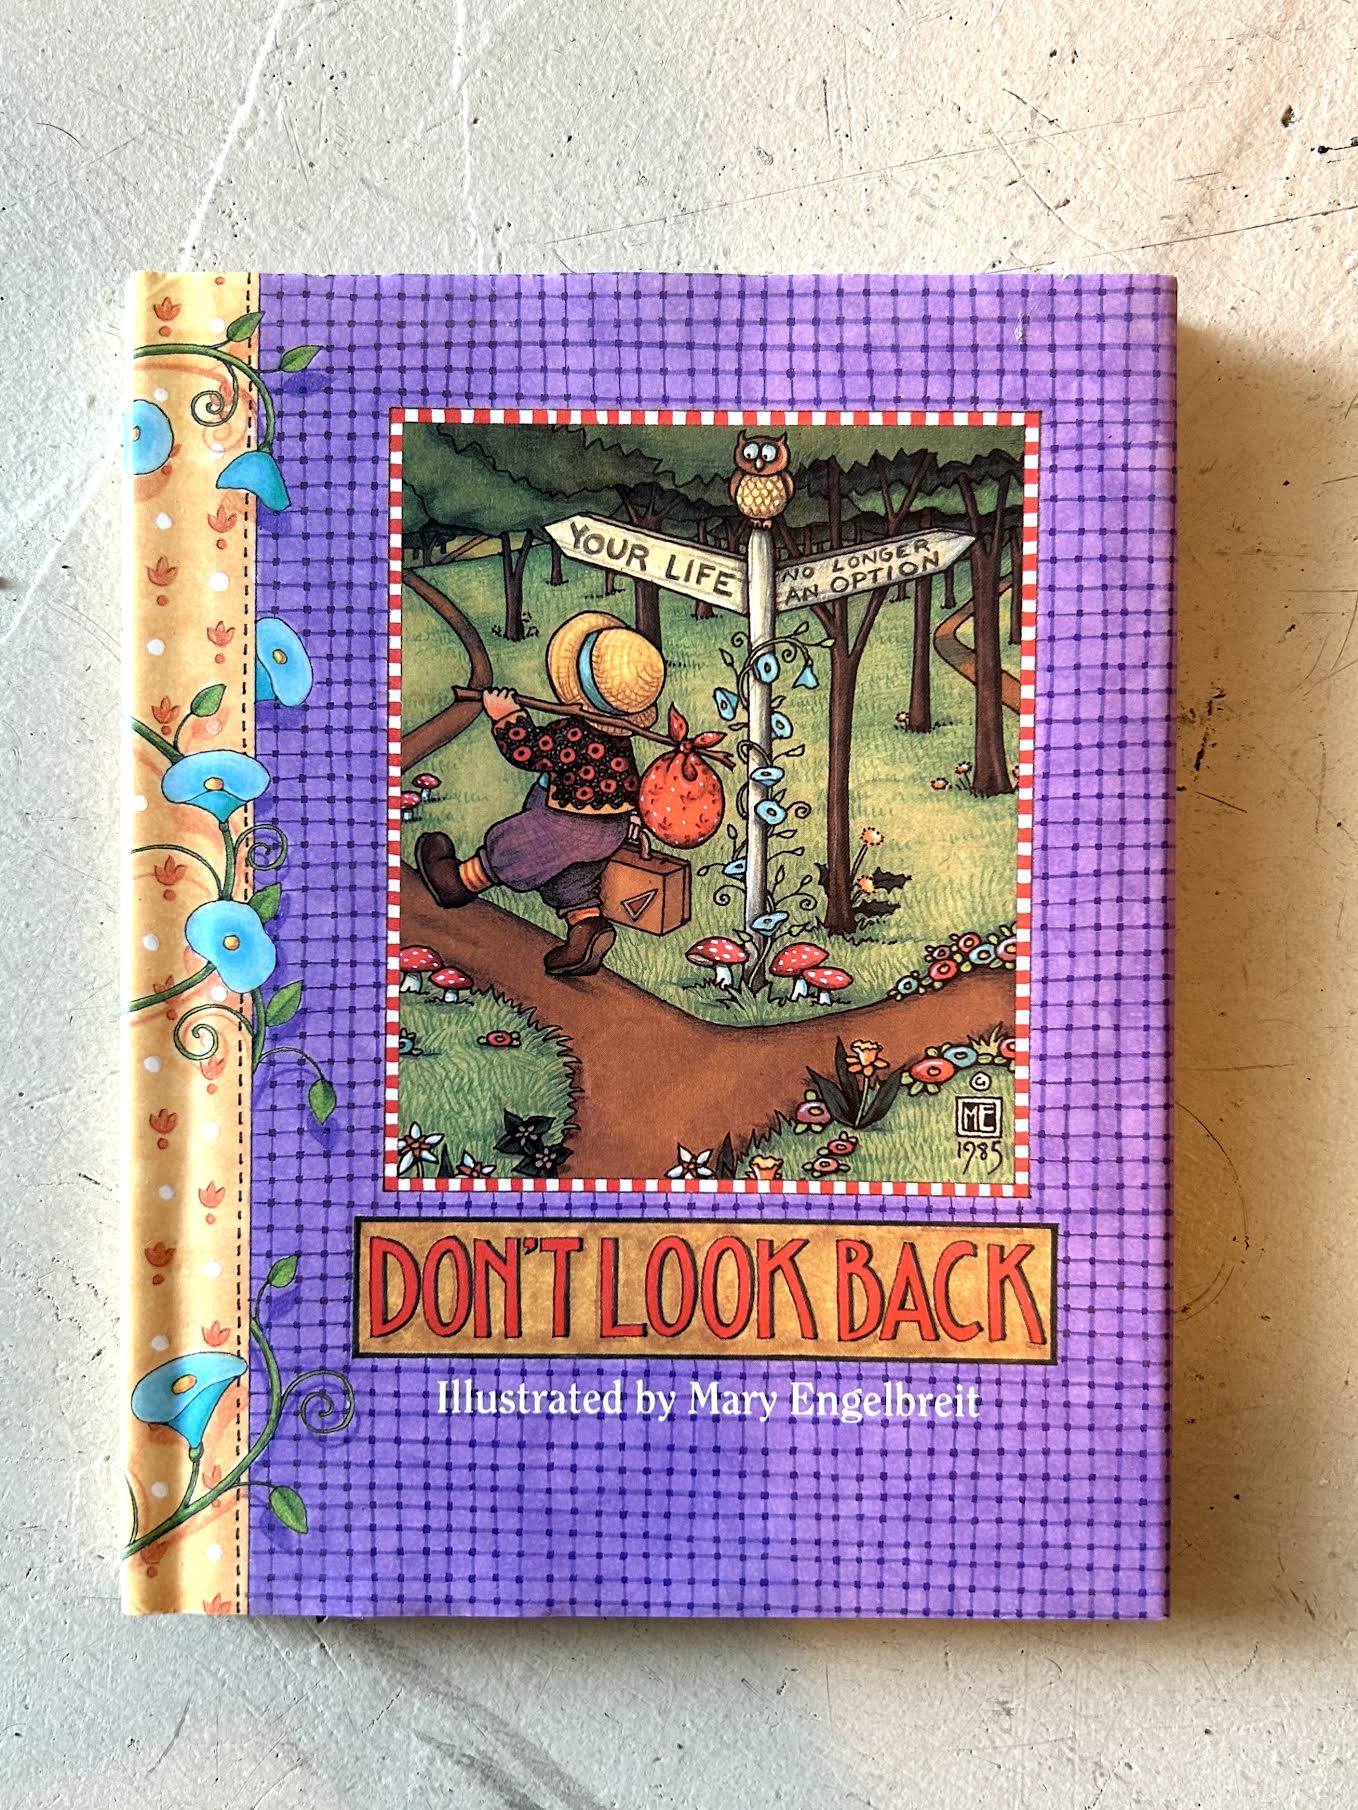 YOUR LIFE
NO LONGER
AN OPTION
©
ME
1985
DON'T LOOK BACK
Illustrated by Mary Engelbreit